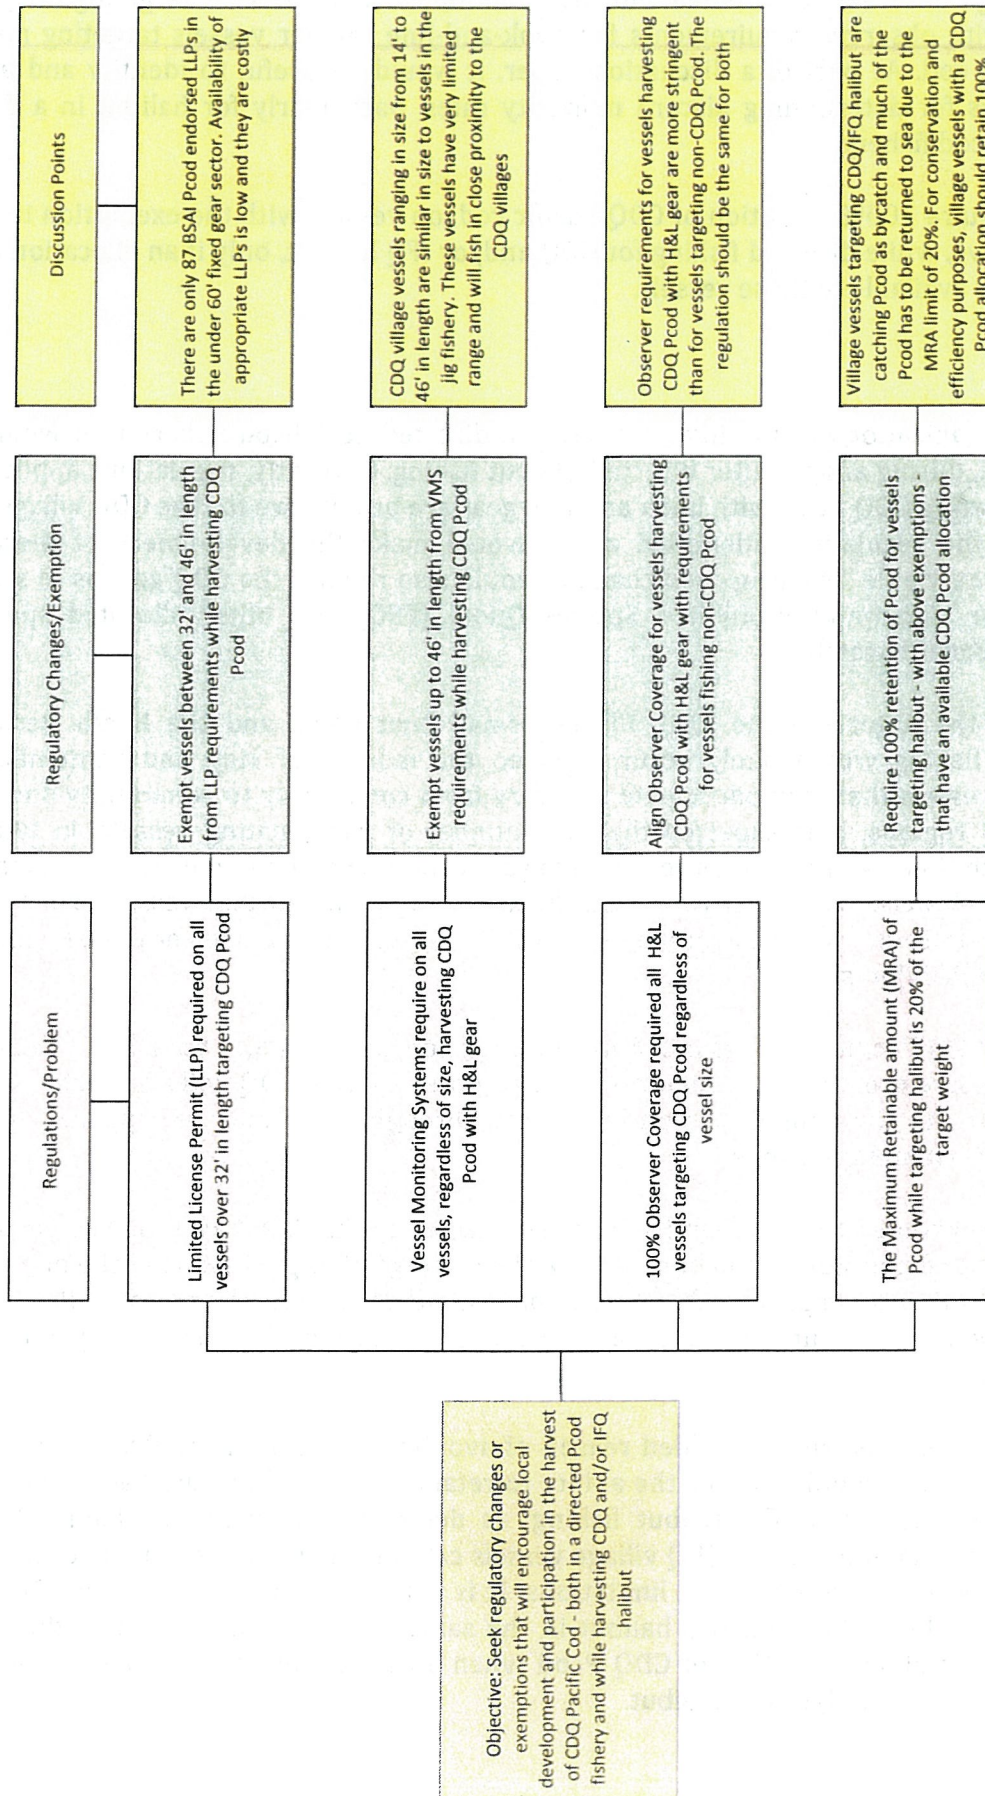 Objective: Seek regulatory changes or
exemptions that will encourage local
development and participation in the harvest
of CDQ Pacific Cod - both in a directed Pcod
fishery and while harvesting CDQ and/or IFQ
halibut
Regulations/Problem
Regulatory Changes/Exemption
Discussion Points
Limited License Permit (LLP) required on all
vessels over 32' in length targeting CDQ Pcod
Exempt vessels between 32' and 46' in length
from LLP requirements while harvesting CDQ
Pcod
There are only 87 BSAI Pcod endorsed LLPs in
the under 60' fixed gear sector. Availability of
appropriate LLPs is low and they are costly
Vessel Monitoring Systems require on all
vessels, regardless of size, harvesting CDQ
Pcod with H&L gear
Exempt vessels up to 46' in length from VMS
requirements while harvesting CDQ Pcod
CDQ village vessels ranging in size from 14' to
46' in length are similar in size to vessels in the
jig fishery. These vessels have very limited
range and will fish in close proximity to the
CDQ villages
100% Observer Coverage required all H&L
vessels targeting CDQ Pcod regardless of
vessel size
Align Observer Coverage for vessels harvesting
CDQ Pcod with H&L gear with requirements
for vessels fishing non-CDQ Pcod
Observer requirements for vessels harvesting
CDQ Pcod with H&L gear are more stringent
than for vessels targeting non-CDQ Pcod. The
regulation should be the same for both
The Maximum Retainable amount (MRA) of
Pcod while targeting halibut is 20% of the
target weight
Require 100% retention of Pcod for vessels
targeting halibut - with above exemptions -
that have an available CDQ Pcod allocation
Village vessels targeting CDQ/IFQ halibut are
catching Pcod as bycatch and much of the
Pcod has to be returned to sea due to the
MRA limit of 20%. For conservation and
efficiency purposes, village vessels with a CDQ
Pcod allocation should retain 100%